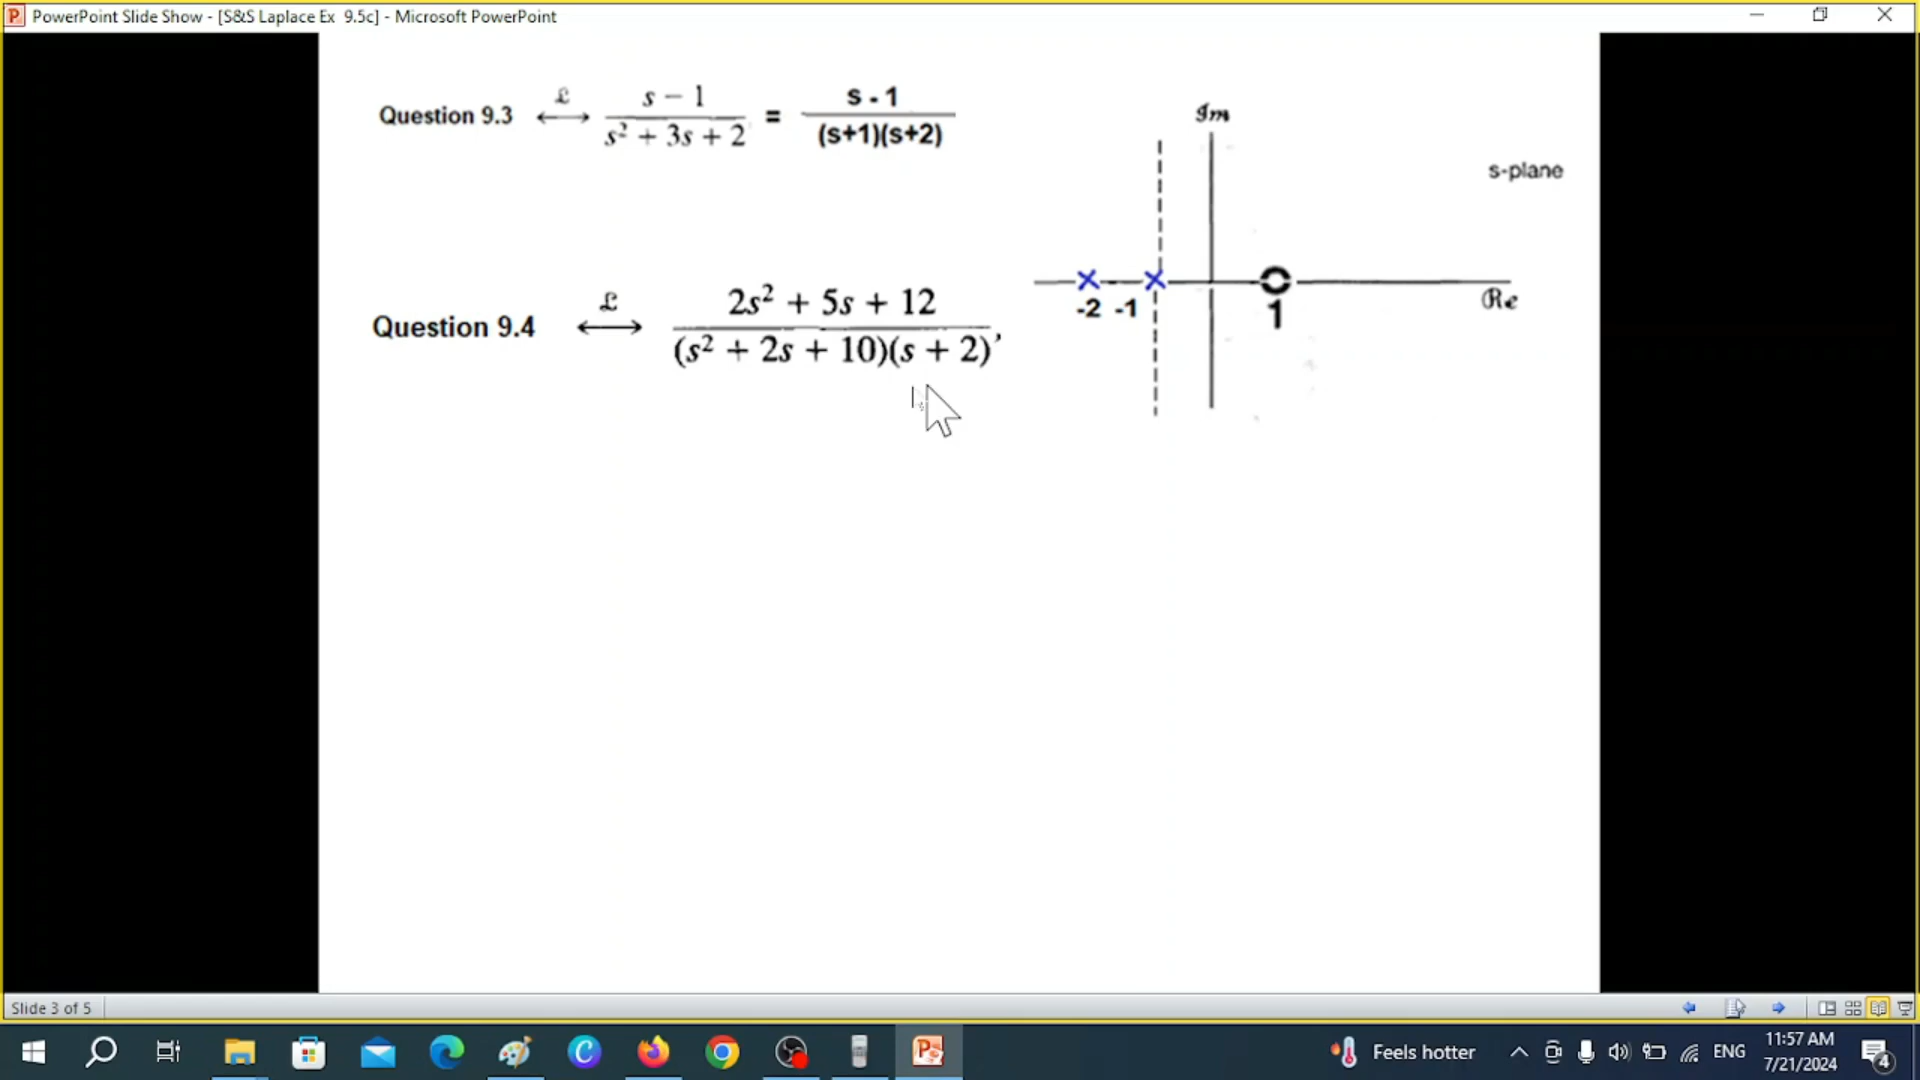 PowerPoint Slide Show - [S&S Laplace Ex 9.5c] - Microsoft PowerPoint
Question 9.3 £ ⟷ s − 1 / s² + 3s + 2 = s - 1 / (s+1)(s+2)
Im
s-plane
-2 -1 1
Re
Question 9.4 £ ⟷ 2s² + 5s + 12 / (s² + 2s + 10)(s + 2),
Slide 3 of 5
Feels hotter
ENG
11:57 AM
7/21/2024
4